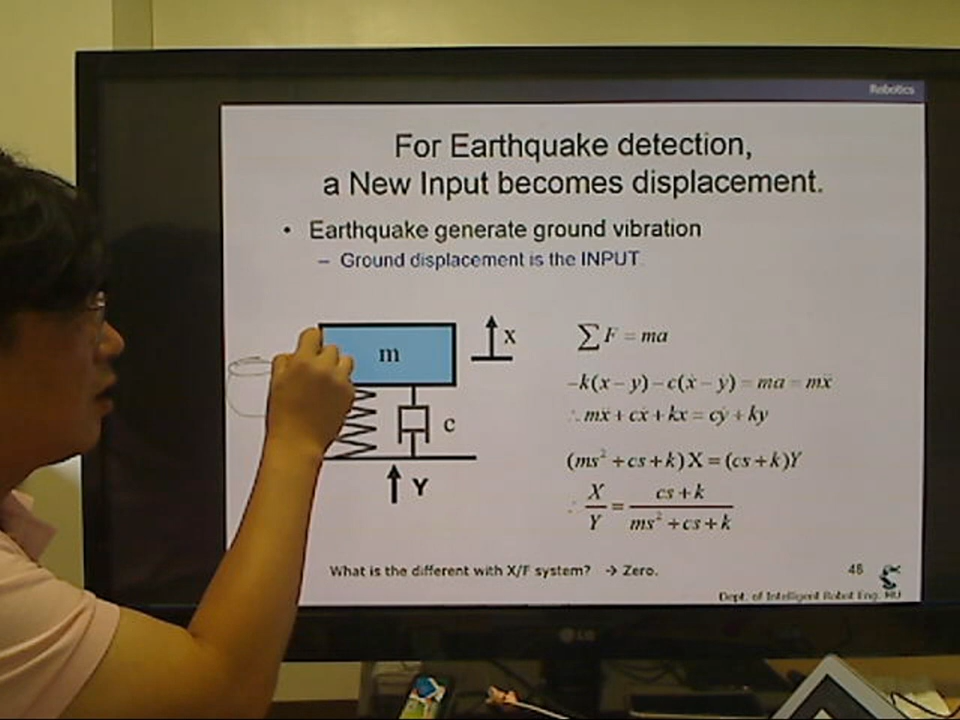 Robotics
For Earthquake detection,
a New Input becomes displacement.
• Earthquake generate ground vibration
– Ground displacement is the INPUT.
m
x
c
Y
∑F = ma
-k(x - y) - c(ẋ - ẏ) = ma = mẍ
∴ mẍ + cẋ + kx = cẏ + ky
(ms² + cs + k)X = (cs + k)Y
∴ X/Y = (cs + k)/(ms² + cs + k)
What is the different with X/F system? → Zero.
48
Dept. of Intelligent Robot Eng. HU
LG